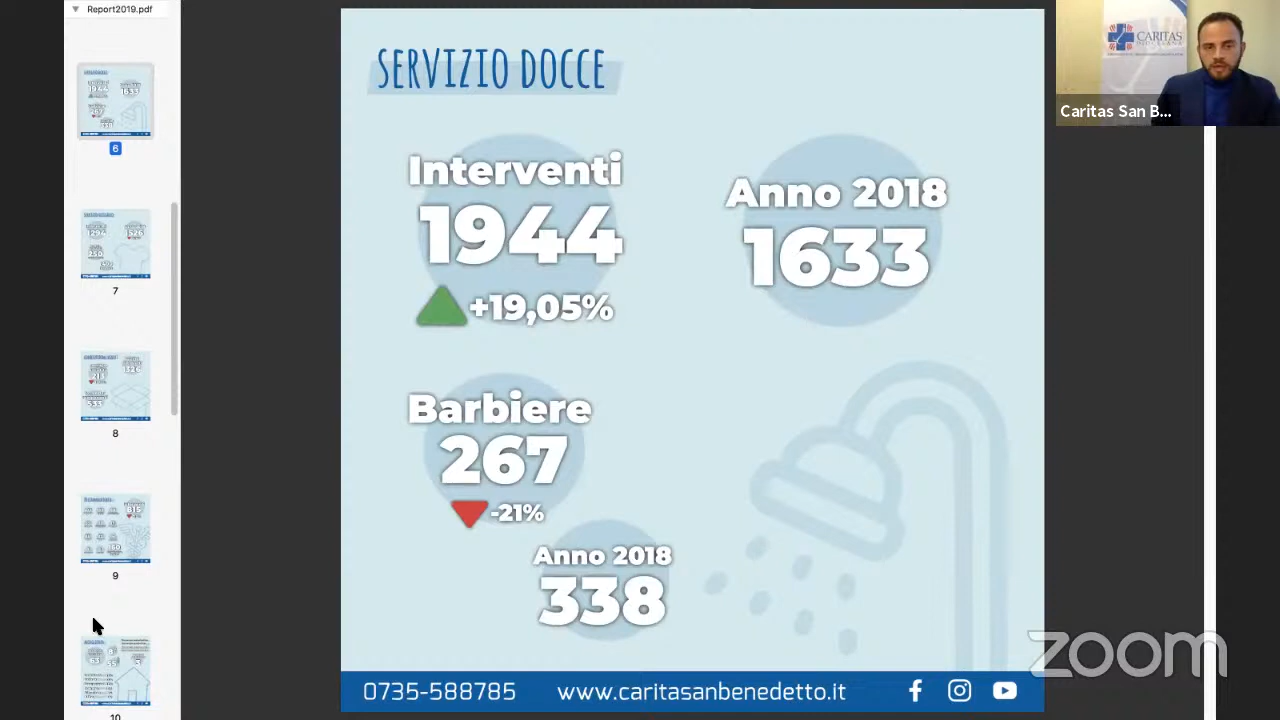 Report2019.pdf
6
7
8
9
10
SERVIZIO DOCCE
Interventi
1944
+19,05%
Anno 2018
1633
Barbiere
267
-21%
Anno 2018
338
0735-588785
www.caritasanbenedetto.it
CARITAS
Caritas San B...
zoom